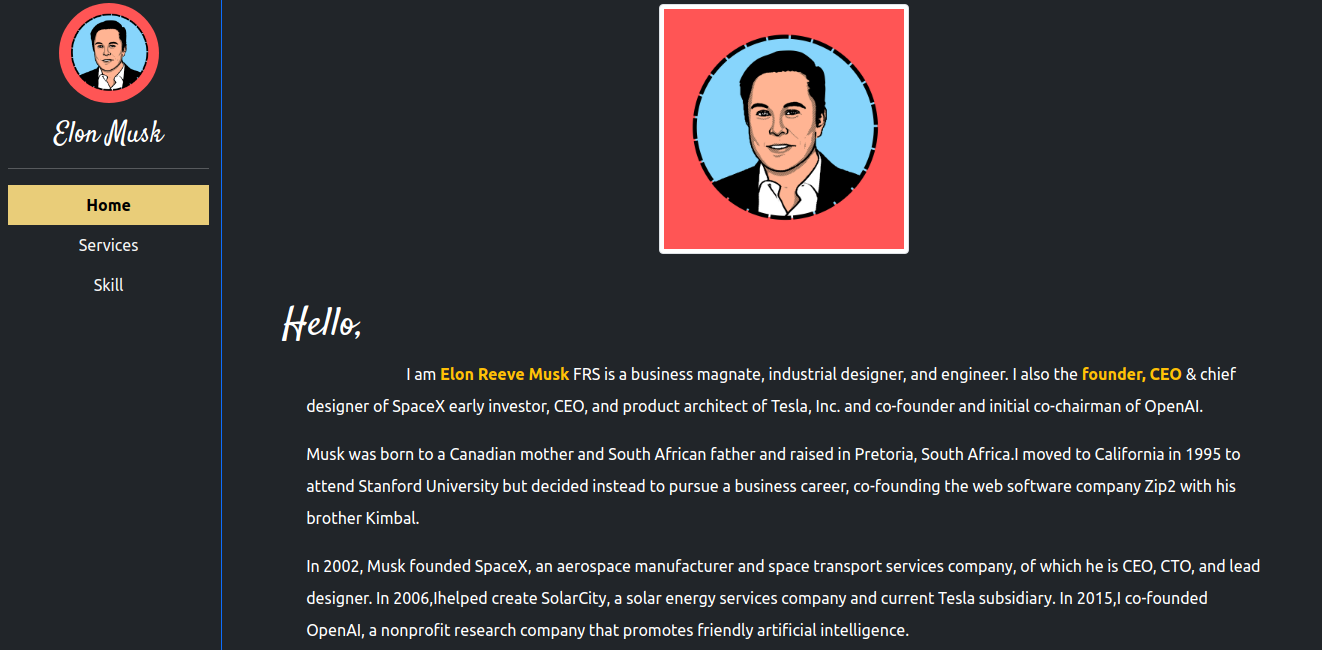 Elon Musk
Home
Services
Skill
Hello,
I am Elon Reeve Musk FRS is a business magnate, industrial designer, and engineer. I also the founder, CEO & chief
designer of SpaceX early investor, CEO, and product architect of Tesla, Inc. and co-founder and initial co-chairman of OpenAI.
Musk was born to a Canadian mother and South African father and raised in Pretoria, South Africa.I moved to California in 1995 to
attend Stanford University but decided instead to pursue a business career, co-founding the web software company Zip2 with his
brother Kimbal.
In 2002, Musk founded SpaceX, an aerospace manufacturer and space transport services company, of which he is CEO, CTO, and lead
designer. In 2006,Ihelped create SolarCity, a solar energy services company and current Tesla subsidiary. In 2015,I co-founded
OpenAI, a nonprofit research company that promotes friendly artificial intelligence.